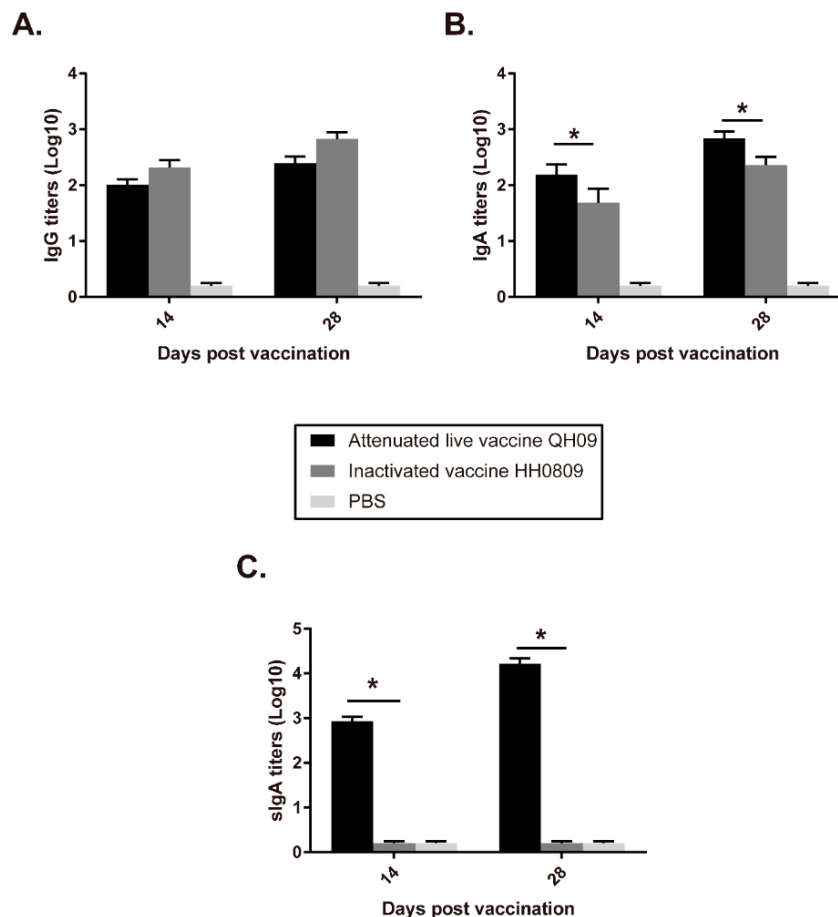 A.
IgG titers (Log10)
4
3
2
1
0
14
28
Days post vaccination
B.
IgA titers (Log10)
4
3
2
1
0
*
*
14
28
Days post vaccination
Attenuated live vaccine QH09
Inactivated vaccine HH0809
PBS
C.
sIgA titers (Log10)
5
4
3
2
1
0
*
*
14
28
Days post vaccination